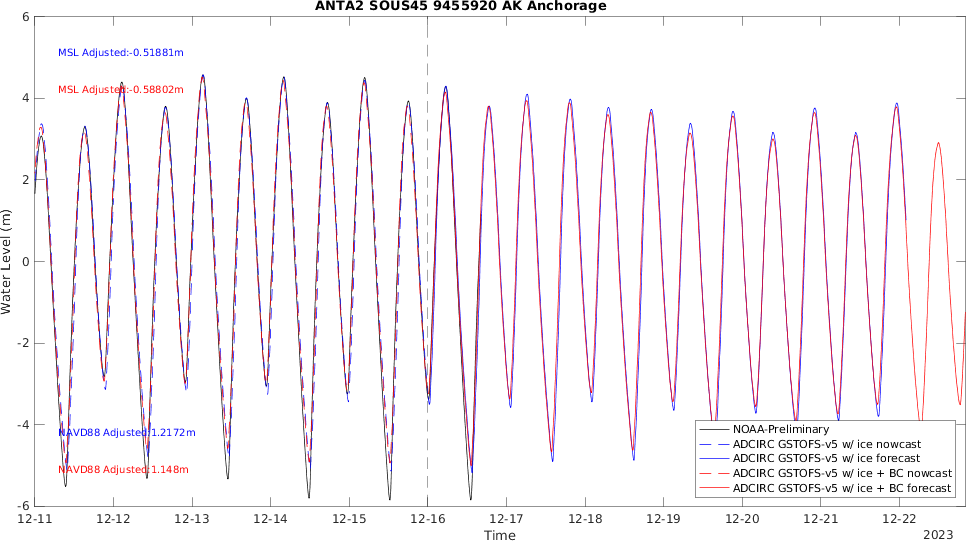 ANTA2 SOUS45 9455920 AK Anchorage
6
4
2
0
-2
-4
-6
Water Level (m)
MSL Adjusted:-0.51881m
MSL Adjusted:-0.58802m
NAVD88 Adjusted:1.2172m
NAVD88 Adjusted:1.148m
NOAA-Preliminary
ADCIRC GSTOFS-v5 w/ ice nowcast
ADCIRC GSTOFS-v5 w/ ice forecast
ADCIRC GSTOFS-v5 w/ ice + BC nowcast
ADCIRC GSTOFS-v5 w/ ice + BC forecast
12-11 12-12 12-13 12-14 12-15 12-16 12-17 12-18 12-19 12-20 12-21 12-22
Time
2023